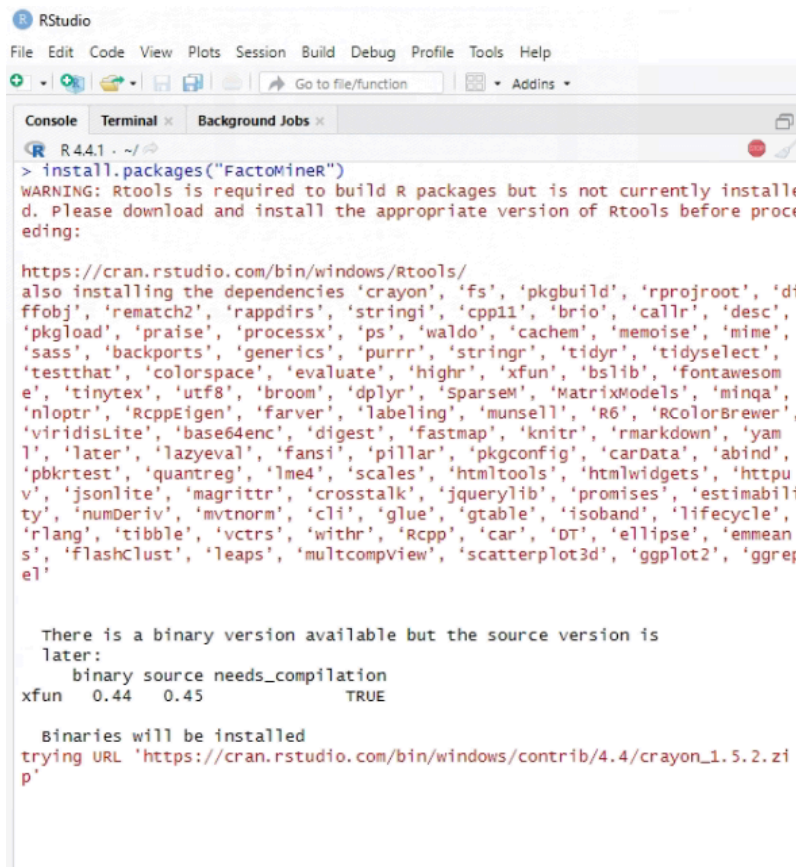 RStudio
File Edit Code View Plots Session Build Debug Profile Tools Help
Go to file/function Addins
Console Terminal × Background Jobs ×
R 4.4.1 · ~/
> install.packages("FactoMineR")
WARNING: Rtools is required to build R packages but is not currently installe
d. Please download and install the appropriate version of Rtools before proce
eding:
https://cran.rstudio.com/bin/windows/Rtools/
also installing the dependencies ‘crayon’, ‘fs’, ‘pkgbuild’, ‘rprojroot’, ‘di
ffobj’, ‘rematch2’, ‘rappdirs’, ‘stringi’, ‘cpp11’, ‘brio’, ‘callr’, ‘desc’,
‘pkgload’, ‘praise’, ‘processx’, ‘ps’, ‘waldo’, ‘cachem’, ‘memoise’, ‘mime’,
‘sass’, ‘backports’, ‘generics’, ‘purrr’, ‘stringr’, ‘tidyr’, ‘tidyselect’,
‘testthat’, ‘colorspace’, ‘evaluate’, ‘highr’, ‘xfun’, ‘bslib’, ‘fontawesom
e’, ‘tinytex’, ‘utf8’, ‘broom’, ‘dplyr’, ‘SparseM’, ‘MatrixModels’, ‘minqa’,
‘nloptr’, ‘RcppEigen’, ‘farver’, ‘labeling’, ‘munsell’, ‘R6’, ‘RColorBrewer’,
‘viridisLite’, ‘base64enc’, ‘digest’, ‘fastmap’, ‘knitr’, ‘rmarkdown’, ‘yam
l’, ‘later’, ‘lazyeval’, ‘fansi’, ‘pillar’, ‘pkgconfig’, ‘carData’, ‘abind’,
‘pbkrtest’, ‘quantreg’, ‘lme4’, ‘scales’, ‘htmltools’, ‘htmlwidgets’, ‘httpu
v’, ‘jsonlite’, ‘magrittr’, ‘crosstalk’, ‘jquerylib’, ‘promises’, ‘estimabili
ty’, ‘numDeriv’, ‘mvtnorm’, ‘cli’, ‘glue’, ‘gtable’, ‘isoband’, ‘lifecycle’,
‘rlang’, ‘tibble’, ‘vctrs’, ‘withr’, ‘Rcpp’, ‘car’, ‘DT’, ‘ellipse’, ‘emmean
s’, ‘flashClust’, ‘leaps’, ‘multcompView’, ‘scatterplot3d’, ‘ggplot2’, ‘ggrep
el’
There is a binary version available but the source version is
later:
binary source needs_compilation
xfun 0.44 0.45 TRUE
Binaries will be installed
trying URL 'https://cran.rstudio.com/bin/windows/contrib/4.4/crayon_1.5.2.zi
p'